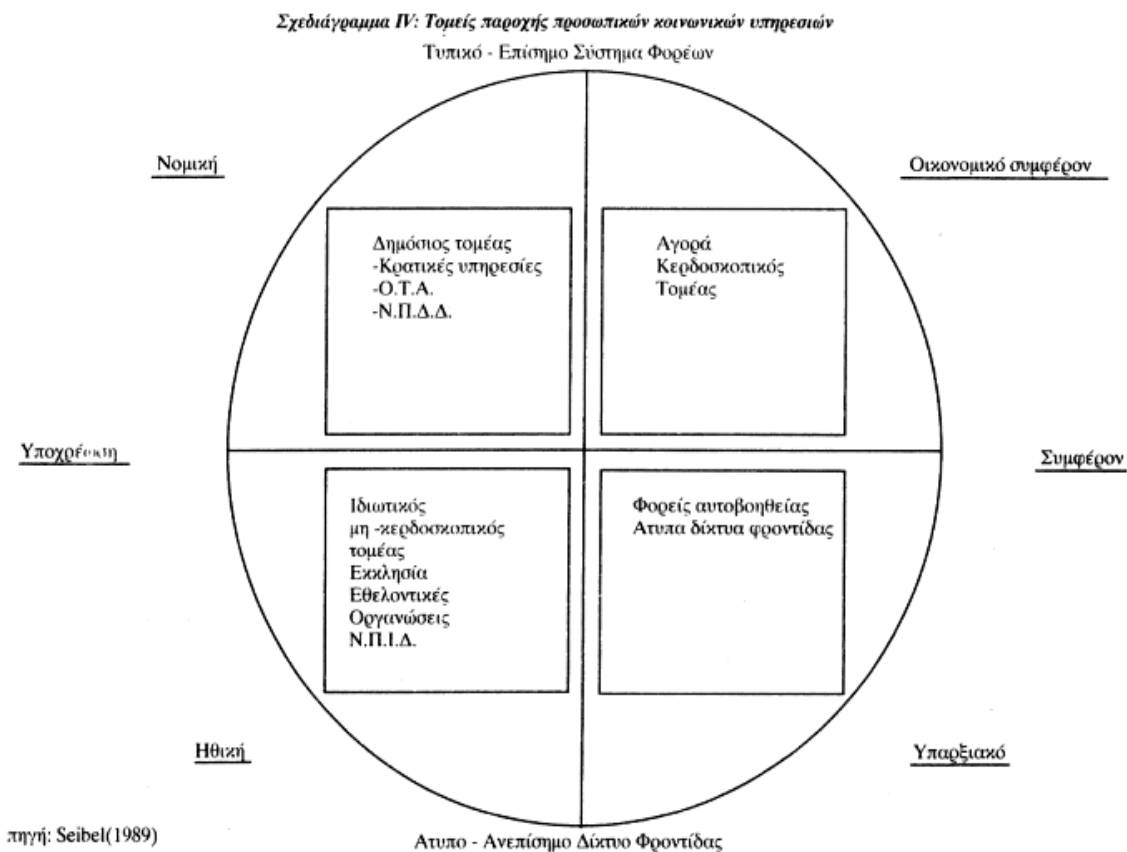 Σχεδιάγραμμα IV: Τομείς παροχής προσωπικών κοινωνικών υπηρεσιών
Τυπικό - Επίσημο Σύστημα Φορέων
Νομική
Οικονομικό συμφέρον
Δημόσιος τομέας
-Κρατικές υπηρεσίες
-Ο.Τ.Α.
-Ν.Π.Δ.Δ.
Αγορά
Κερδοσκοπικός
Τομέας
Υποχρέωση
Συμφέρον
Ιδιωτικός
μη -κερδοσκοπικός
τομέας
Εκκλησία
Εθελοντικές
Οργανώσεις
Ν.Π.Ι.Δ.
Φορείς αυτοβοηθείας
Ατυπα δίκτυα φροντίδας
Ηθική
Υπαρξιακό
πηγή: Seibel(1989)
Ατυπο - Ανεπίσημο Δίκτυο Φροντίδας